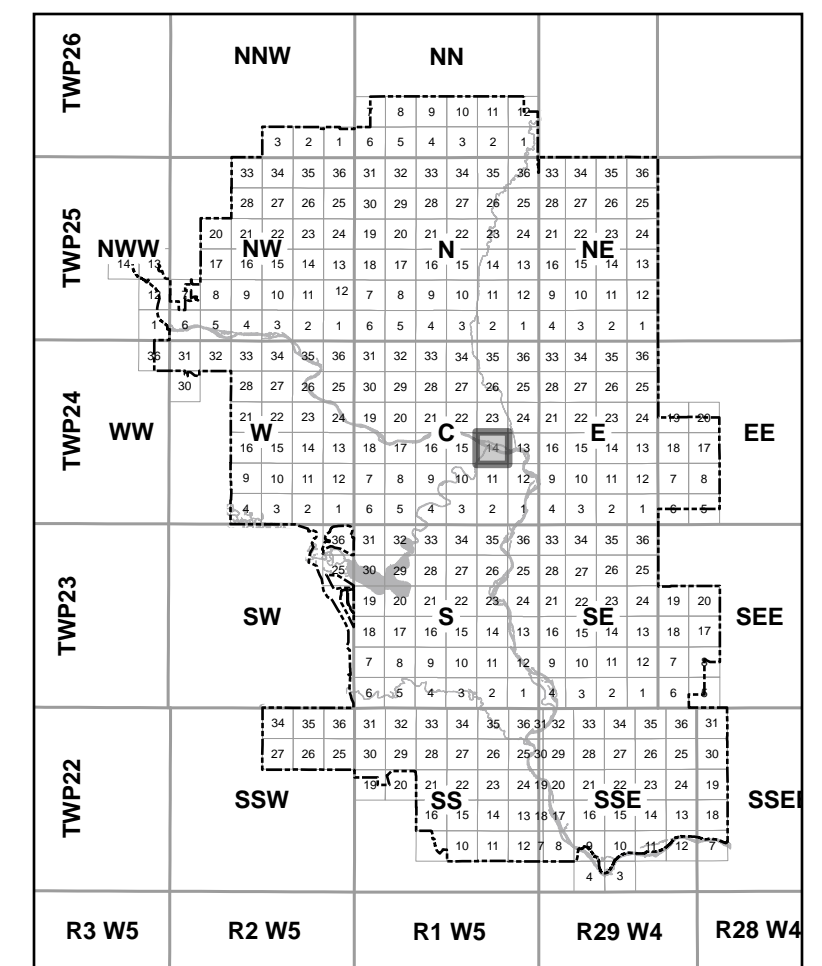 TWP26
NNW NN
7 8 9 10 11 12
3 2 1 6 5 4 3 2 1
TWP25
33 34 35 36 31 32 33 34 35 36 33 34 35 36
28 27 26 25 30 29 28 27 26 25 28 27 26 25
20 21 22 23 24 19 20 21 22 23 24 21 22 23 24
NWW NW N NE
14 13 17 16 15 14 13 18 17 16 15 14 13 16 15 14 13
12 7 8 9 10 11 12 7 8 9 10 11 12 9 10 11 12
1 6 5 4 3 2 1 6 5 4 3 2 1 4 3 2 1
TWP24
36 31 32 33 34 35 36 31 32 33 34 35 36 33 34 35 36
30 28 27 26 25 30 29 28 27 26 25 28 27 26 25
21 22 23 24 19 20 21 22 23 24 21 22 23 24 19 20
WW W C E EE
16 15 14 13 18 17 16 15 14 13 16 15 14 13 18 17
9 10 11 12 7 8 9 10 11 12 9 10 11 12 7 8
4 3 2 1 6 5 4 3 2 1 4 3 2 1 6 5
TWP23
36 31 32 33 34 35 36 33 34 35 36
25 30 29 28 27 26 25 28 27 26 25
19 20 21 22 23 24 21 22 23 24 19 20
SW S SE SEE
18 17 16 15 14 13 16 15 14 13 18 17
7 8 9 10 11 12 9 10 11 12 7 8
6 5 4 3 2 1 4 3 2 1 6 5
TWP22
34 35 36 31 32 33 34 35 36 31 32 33 34 35 36 31
27 26 25 30 29 28 27 26 25 30 29 28 27 26 25 30
19 20 21 22 23 24 19 20 21 22 23 24 19
SSW SS SSE SSE
16 15 14 13 18 17 16 15 14 13 18
10 11 12 7 8 9 10 11 12 7
4 3
R3 W5 R2 W5 R1 W5 R29 W4 R28 W4